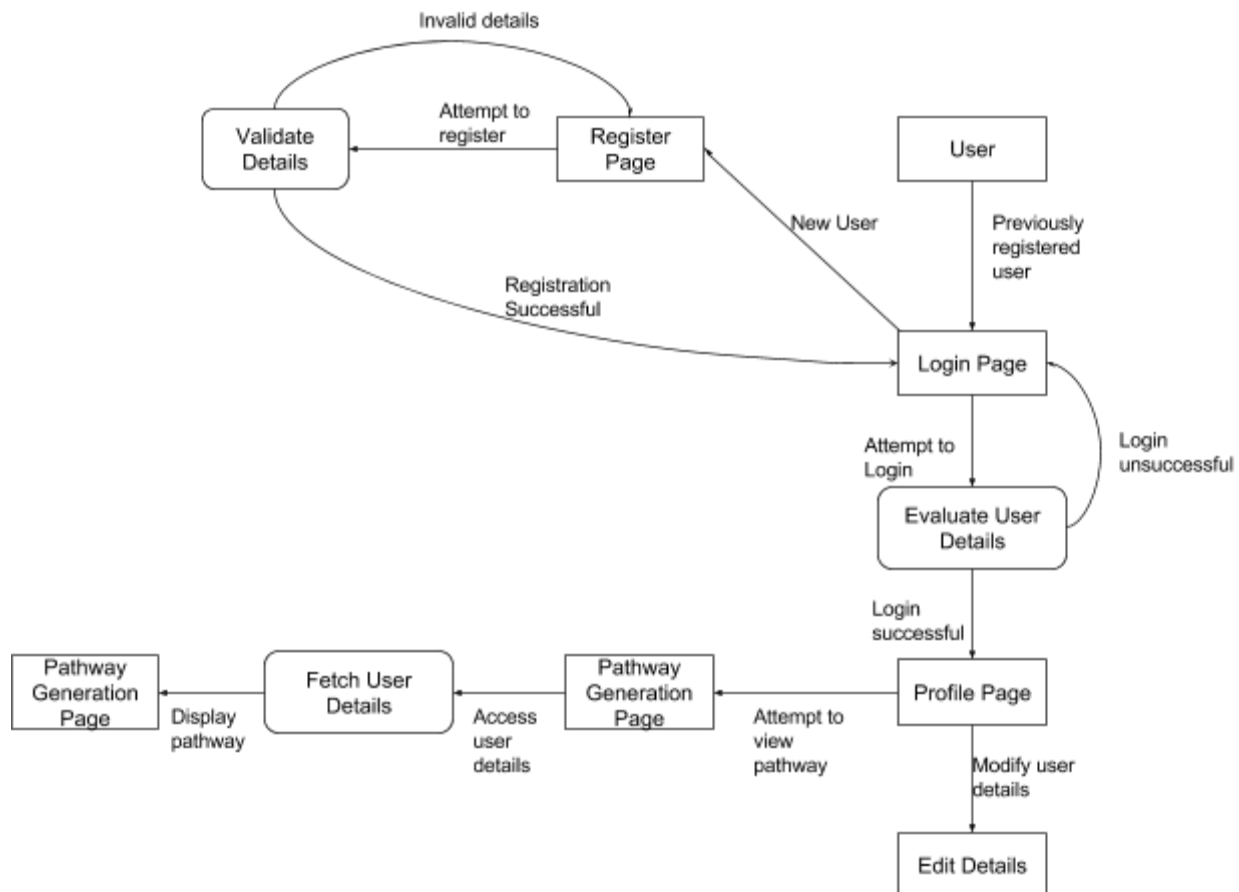 Invalid details
Attempt to
register
Validate
Details
Register
Page
User
New User
Previously
registered
user
Registration
Successful
Login Page
Attempt to
Login
Login
unsuccessful
Evaluate User
Details
Login
successful
Pathway
Generation
Page
Fetch User
Details
Pathway
Generation
Page
Profile Page
Display
pathway
Access
user
details
Attempt to
view
pathway
Modify user
details
Edit Details